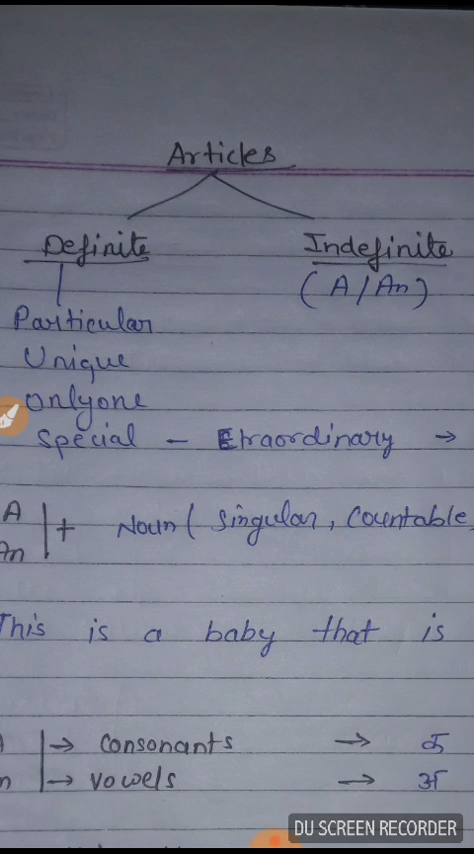 Articles
Definite Indefinite
(A/An)
Particular
Unique
Onlyone
Special - Etraordinary →
A
An + Noun ( Singular, Countable,
This is a baby that is
→ Consonants → क
→ Vowels → अ
DU SCREEN RECORDER